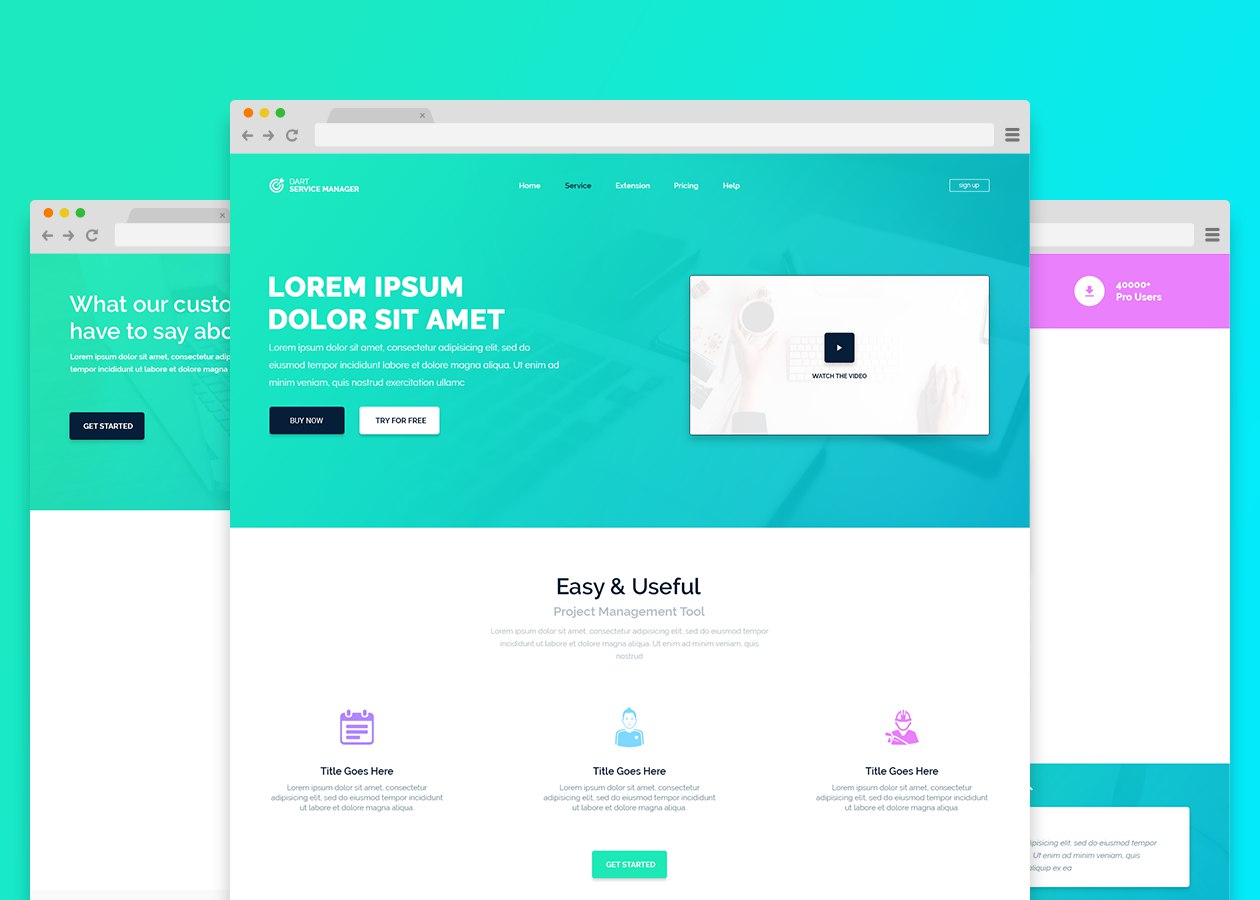 DART
SERVICE MANAGER
Home Service Extension Pricing Help
sign up
LOREM IPSUM
DOLOR SIT AMET
Lorem ipsum dolor sit amet, consectetur adipisicing elit, sed do
eiusmod tempor incididunt labore et dolore magna aliqua. Ut enim ad
minim veniam, quis nostrud exercitation ullamc
BUY NOW
TRY FOR FREE
WATCH THE VIDEO
Easy & Useful
Project Management Tool
Lorem ipsum dolor sit amet, consectetur adipisicing elit, sed do eiusmod tempor
incididunt ut labore et dolore magna aliqua. Ut enim ad minim veniam, quis
nostrud
Title Goes Here
Lorem ipsum dolor sit amet, consectetur
adipisicing elit, sed do eiusmod tempor incididunt
ut labore et dolore magna aliqua.
Title Goes Here
Lorem ipsum dolor sit amet, consectetur
adipisicing elit, sed do eiusmod tempor incididunt
ut labore et dolore magna aliqua.
Title Goes Here
Lorem ipsum dolor sit amet, consectetur
adipisicing elit, sed do eiusmod tempor incididunt
ut labore et dolore magna aliqua.
GET STARTED
What our custo
have to say abo
Lorem ipsum dolor sit amet, consectetur adip
tempor incididunt ut labore et dolore magna
GET STARTED
40000+
Pro Users
ipisicing elit, sed do eiusmod tempor
Ut enim ad minim veniam, quis
aliquip ex ea